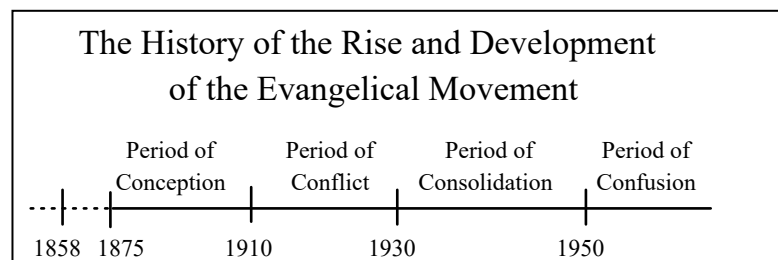 The History of the Rise and Development
of the Evangelical Movement
Period of Period of Period of Period of
Conception Conflict Consolidation Confusion
1858 1875 1910 1930 1950